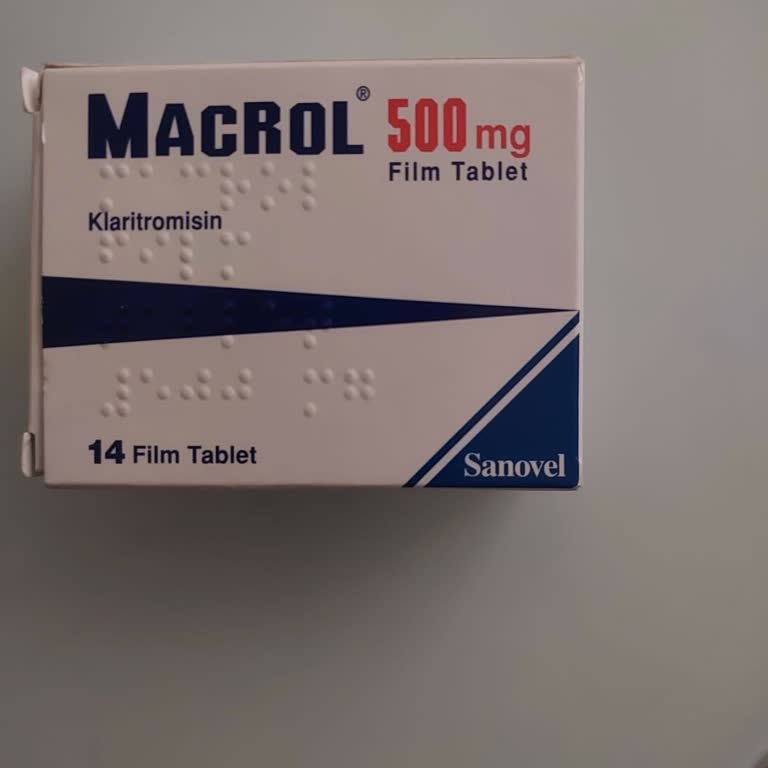 MACROL® 500 mg
Film Tablet
Klaritromisin
14 Film Tablet
Sanovel